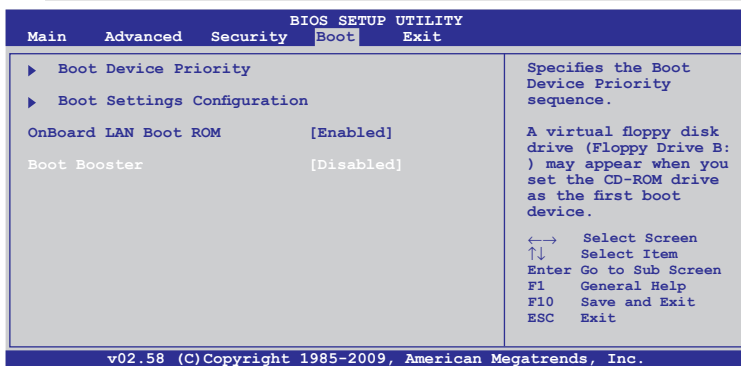 BIOS SETUP UTILITY
Main Advanced Security Boot Exit
Boot Device Priority
Boot Settings Configuration
OnBoard LAN Boot ROM [Enabled]
Boot Booster [Disabled]
Specifies the Boot
Device Priority
sequence.
A virtual floppy disk
drive (Floppy Drive B:
) may appear when you
set the CD-ROM drive
as the first boot
device.
←→ Select Screen
↑↓ Select Item
Enter Go to Sub Screen
F1 General Help
F10 Save and Exit
ESC Exit
v02.58 (C)Copyright 1985-2009, American Megatrends, Inc.